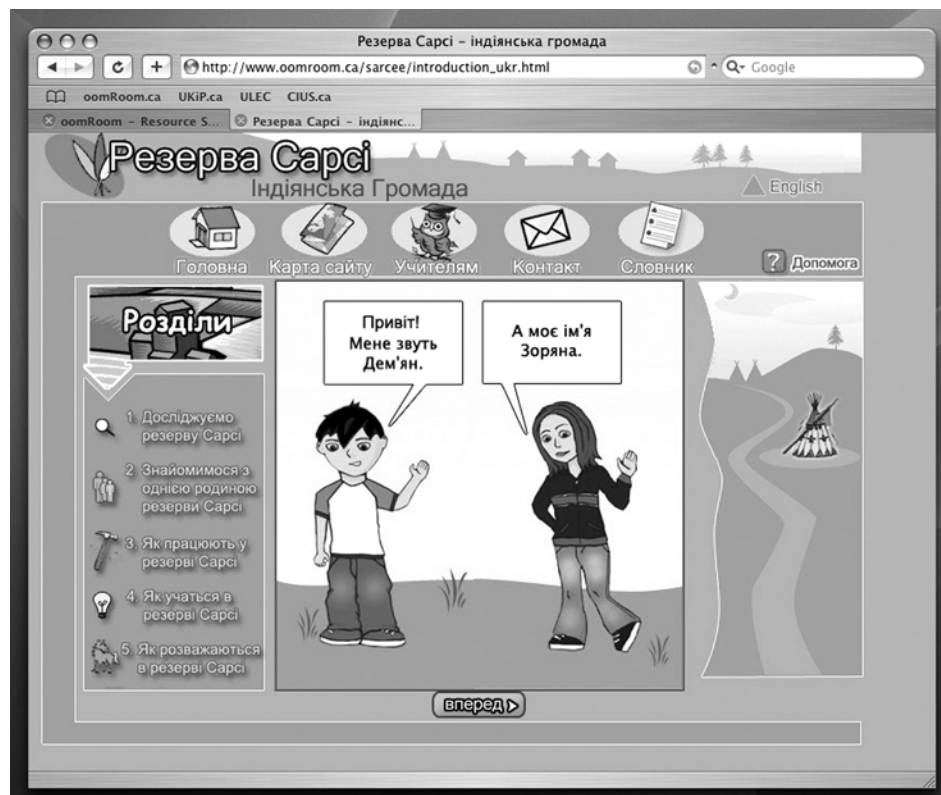 Резерва Сарсі – індіянська громада
http://www.oomroom.ca/sarcee/introduction_ukr.html
Google
oomRoom.ca UKiP.ca ULEC CIUS.ca
oomRoom – Resource S...
Резерва Сарсі – індіянс...
Резерва Сарсі
Індіянська Громада
English
Головна
Карта сайту
Учителям
Контакт
Словник
? Допомога
Розділи
1. Досліджуємо
резерву Сарсі
2. Знайомимося з
однією родиною
резерви Сарсі
3. Як працюють у
резерві Сарсі
4. Як учаться в
резерві Сарсі
5. Як розважаються
в резерві Сарсі
Привіт!
Мене звуть
Дем'ян.
А моє ім'я
Зоряна.
вперед